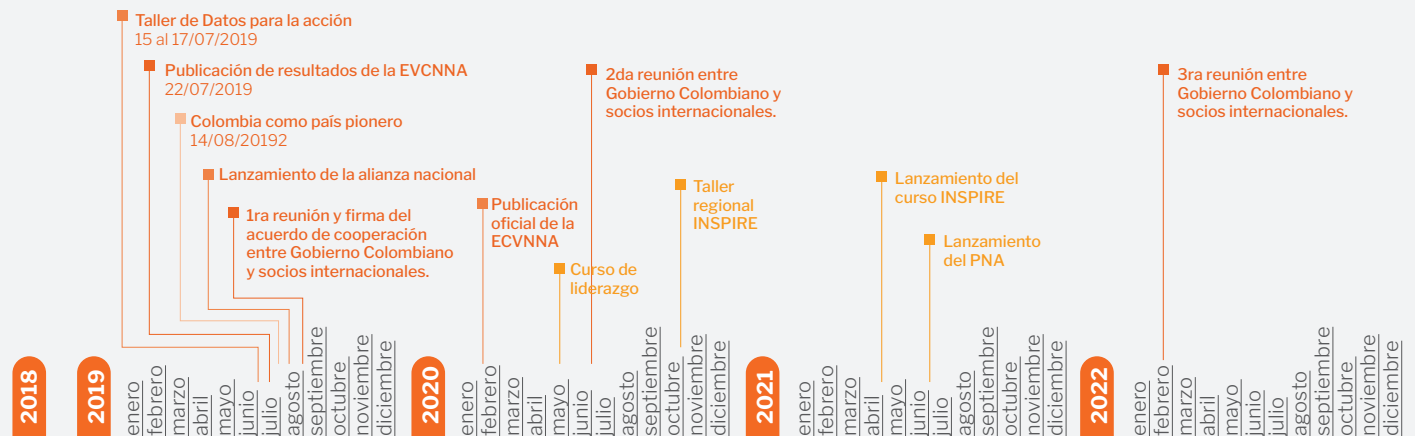 Taller de Datos para la acción
15 al 17/07/2019
Publicación de resultados de la EVCNNA
22/07/2019
Colombia como país pionero
14/08/20192
Lanzamiento de la alianza nacional
1ra reunión y firma del
acuerdo de cooperación
entre Gobierno Colombiano
y socios internacionales.
Publicación
oficial de la
ECVNNA
Curso de
liderazgo
2da reunión entre
Gobierno Colombiano y
socios internacionales.
Taller
regional
INSPIRE
Lanzamiento del
curso INSPIRE
Lanzamiento
del PNA
3ra reunión entre
Gobierno Colombiano y
socios internacionales.
2018
2019
enero
febrero
marzo
abril
mayo
junio
julio
agosto
septiembre
octubre
noviembre
diciembre
2020
enero
febrero
marzo
abril
mayo
junio
julio
agosto
septiembre
octubre
noviembre
diciembre
2021
enero
febrero
marzo
abril
mayo
junio
julio
agosto
septiembre
octubre
noviembre
diciembre
2022
enero
febrero
marzo
abril
mayo
junio
julio
agosto
septiembre
octubre
noviembre
diciembre